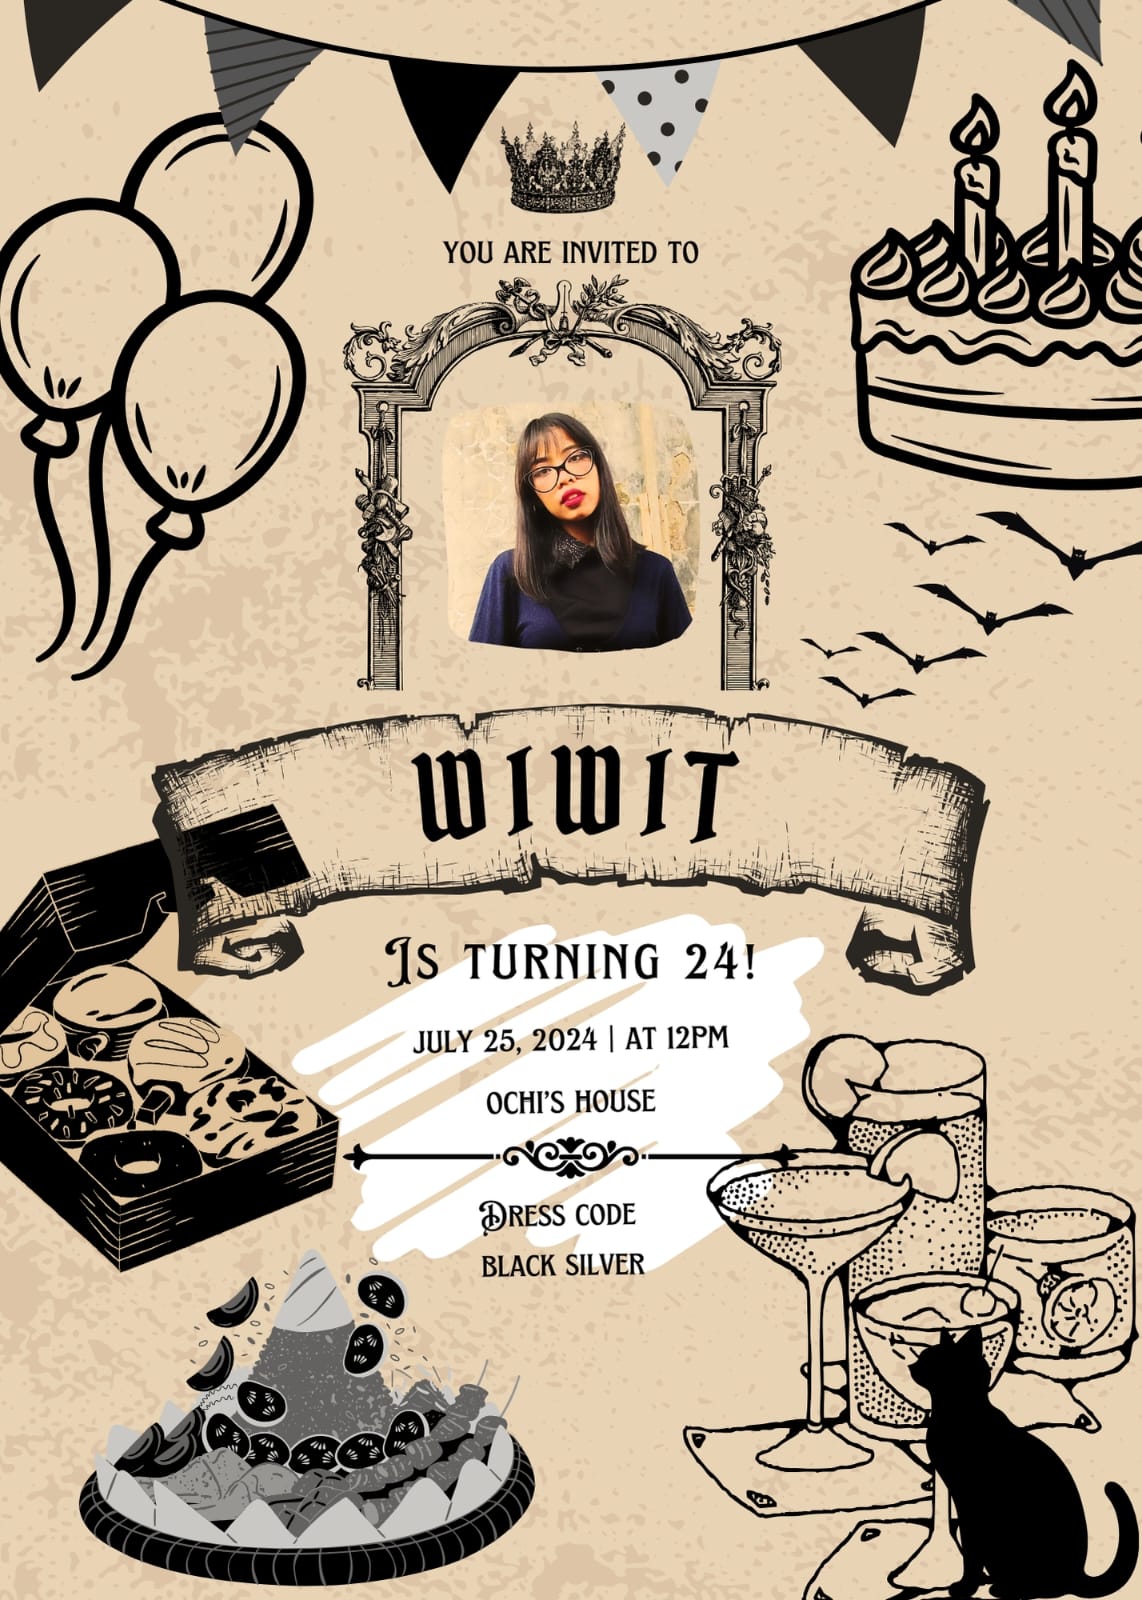 YOU ARE INVITED TO
WIWIT
Is TURNING 24!
JULY 25, 2024 | AT 12PM
OCHI'S HOUSE
DRESS CODE
BLACK SILVER